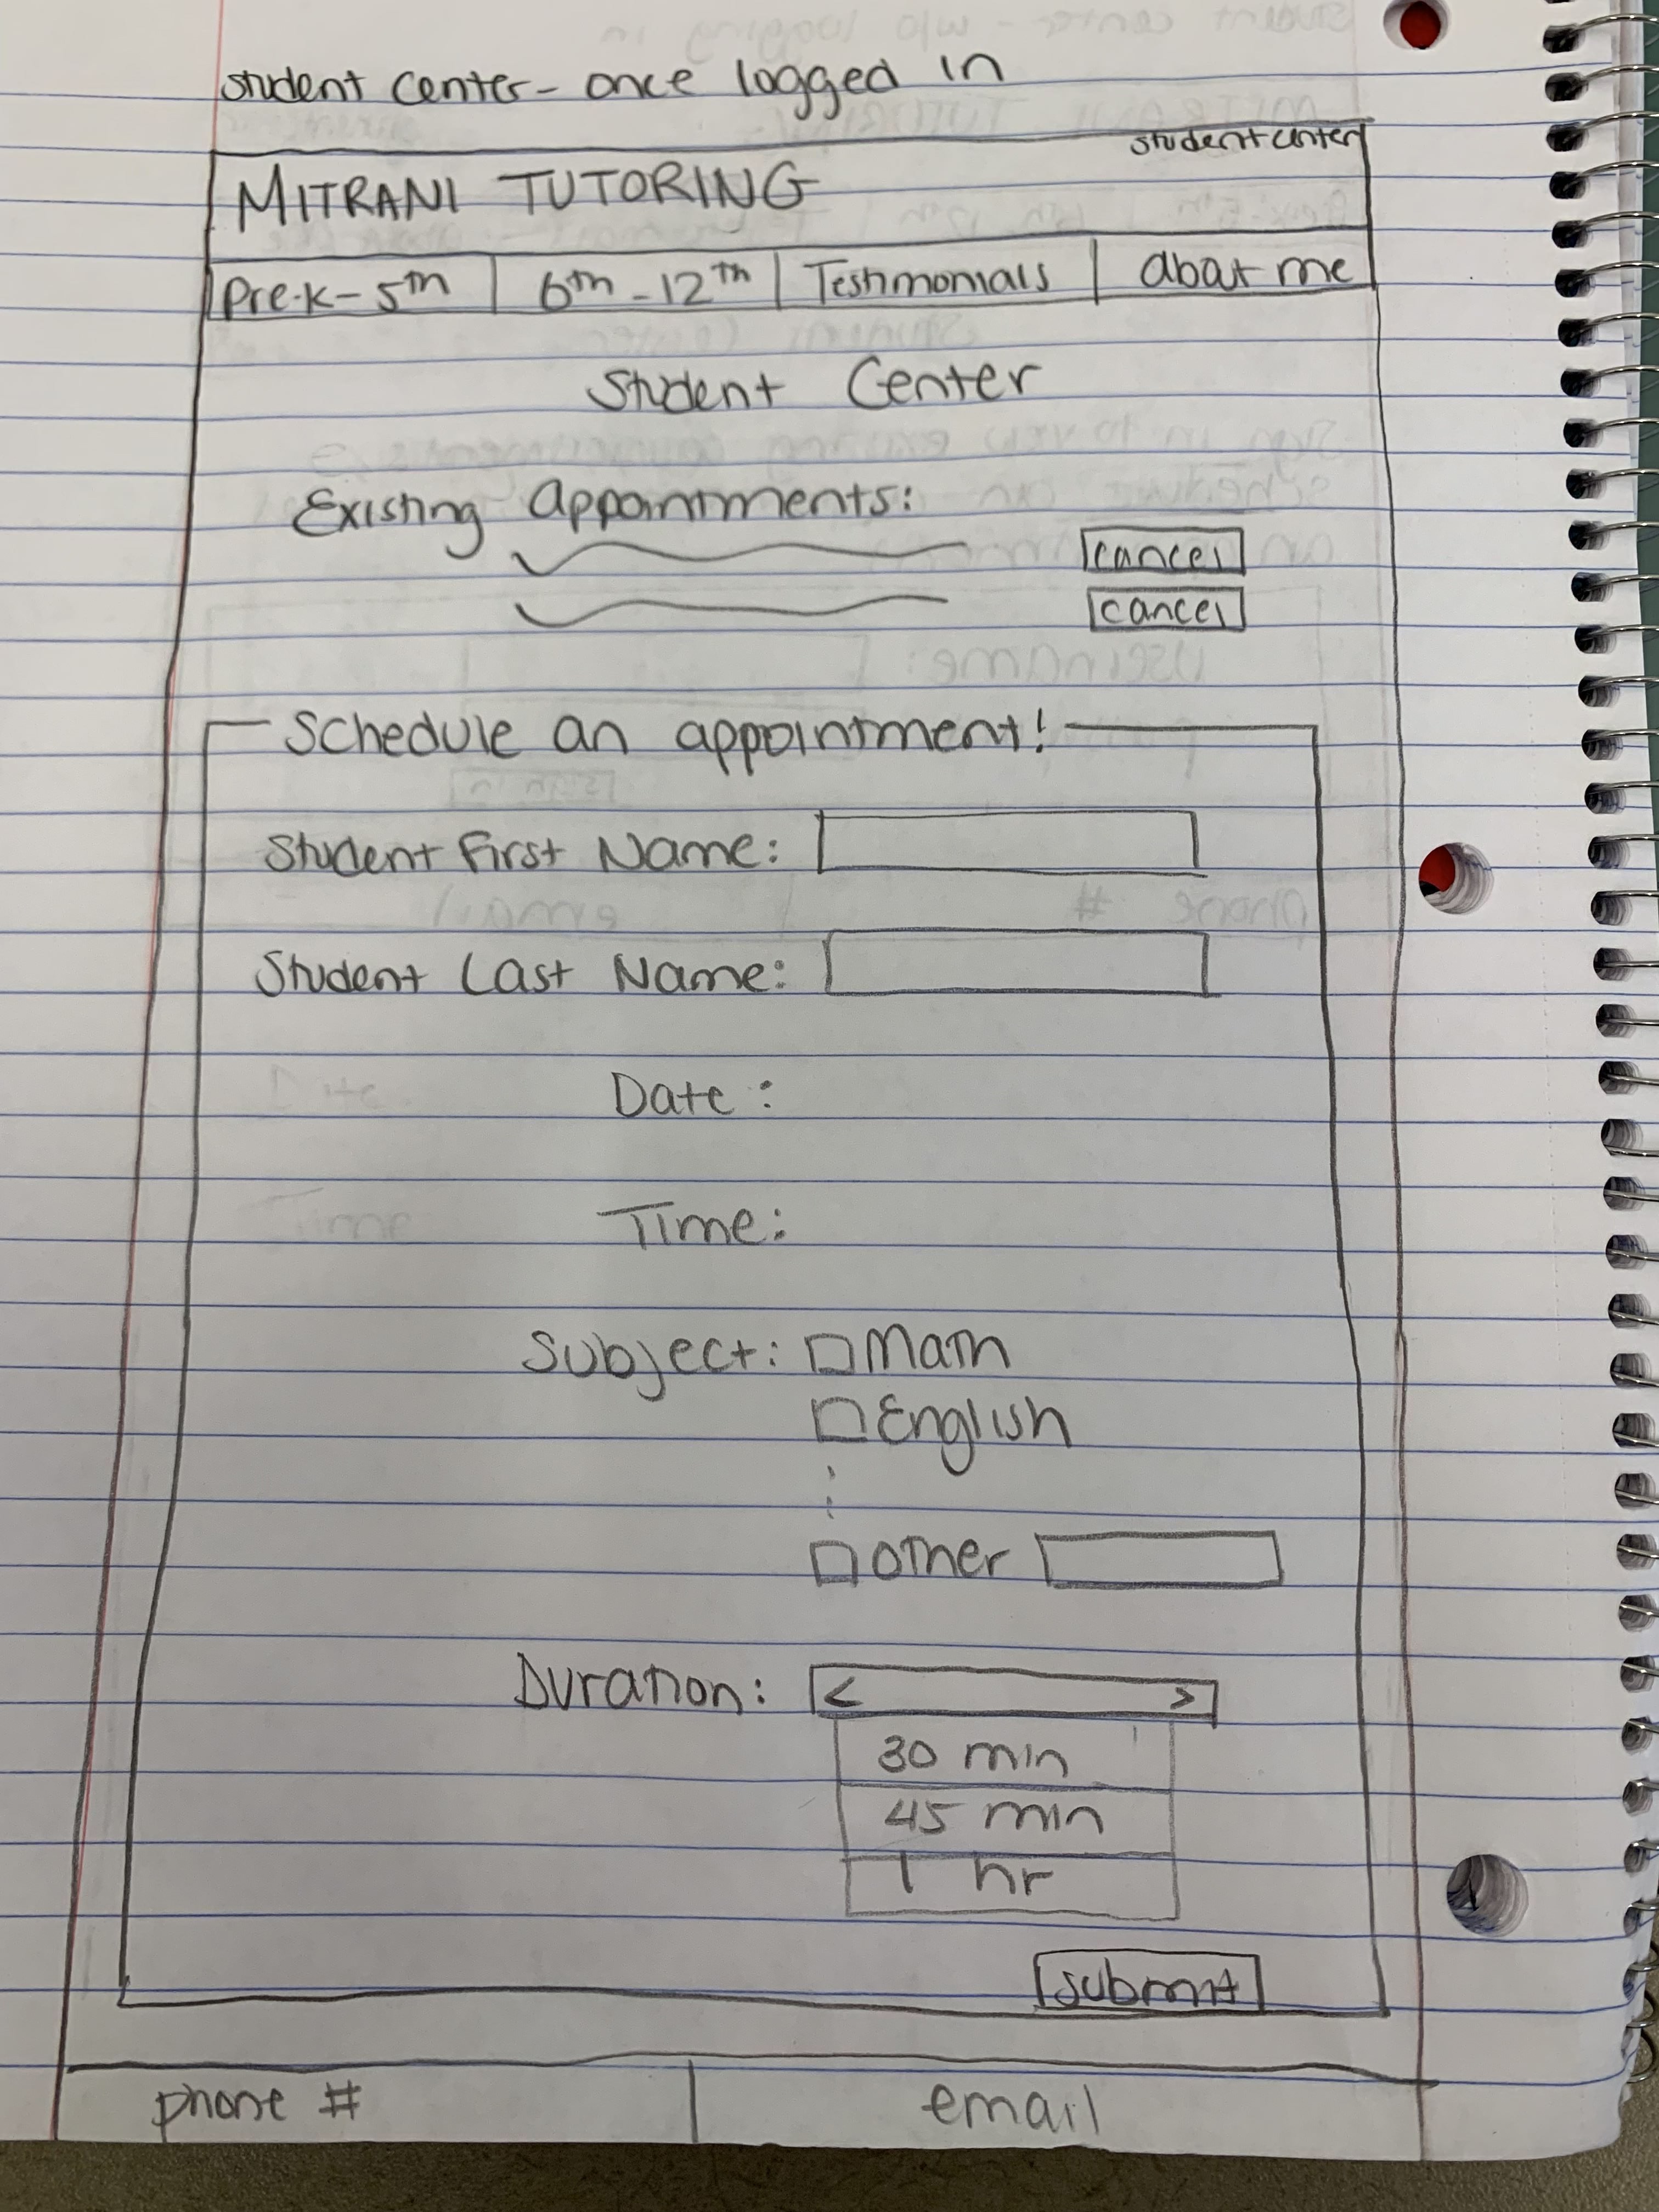 Student Center - once logged in
student center
MITRANI TUTORING
Pre-K - 5th | 6th - 12th | Testimonials | about me
Student Center
Existing appointments:
cancel
cancel
Schedule an appointment!
Student First Name:
Student Last Name:
Date:
Time:
Subject: Math
English
Other
Duration: < >
30 min
45 min
1 hr
submit
phone # | email